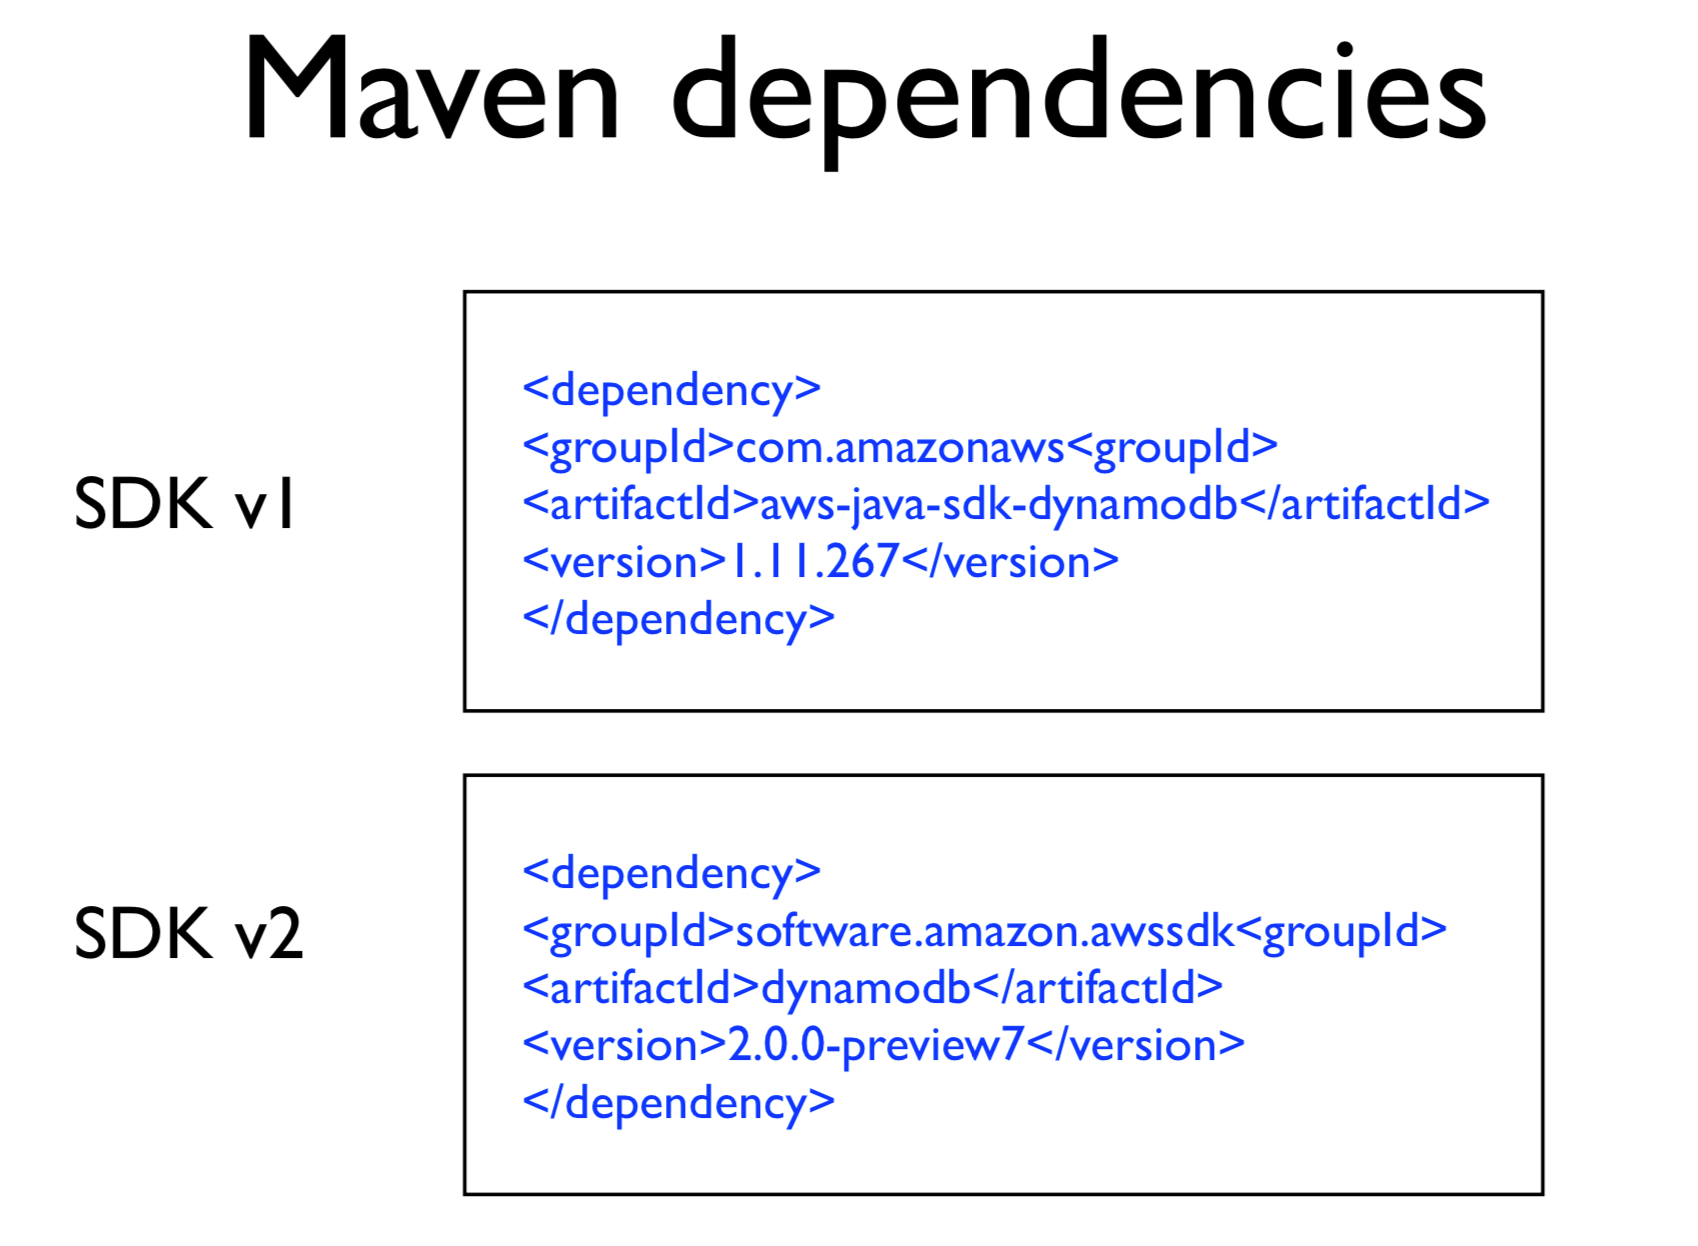 Maven dependencies
SDK v1
<dependency>
<groupId>com.amazonaws<groupId>
<artifactId>aws-java-sdk-dynamodb</artifactId>
<version>1.11.267</version>
</dependency>
SDK v2
<dependency>
<groupId>software.amazon.awssdk<groupId>
<artifactId>dynamodb</artifactId>
<version>2.0.0-preview7</version>
</dependency>